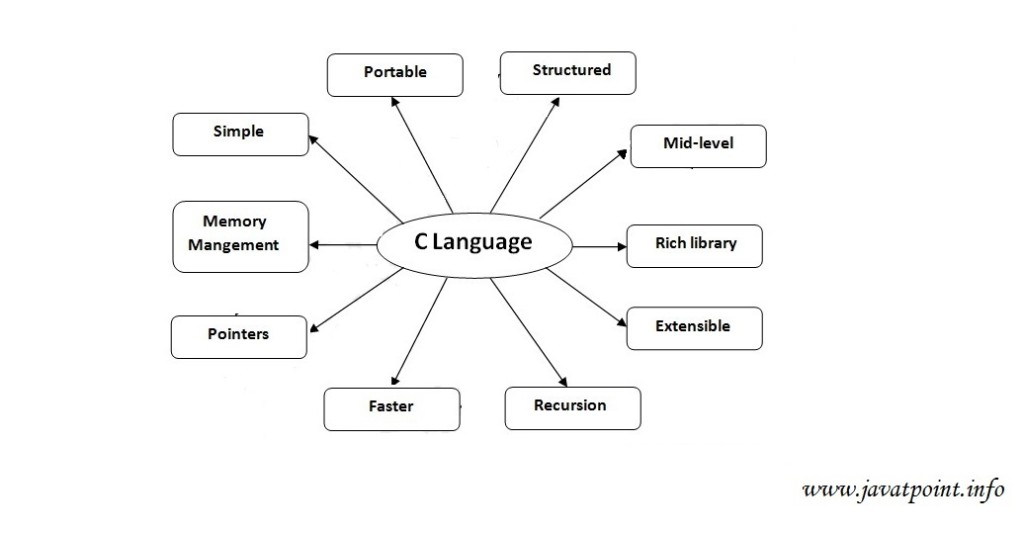 Portable
Structured
Simple
Mid-level
Memory
Mangement
C Language
Rich library
Pointers
Extensible
Faster
Recursion
www.javatpoint.info